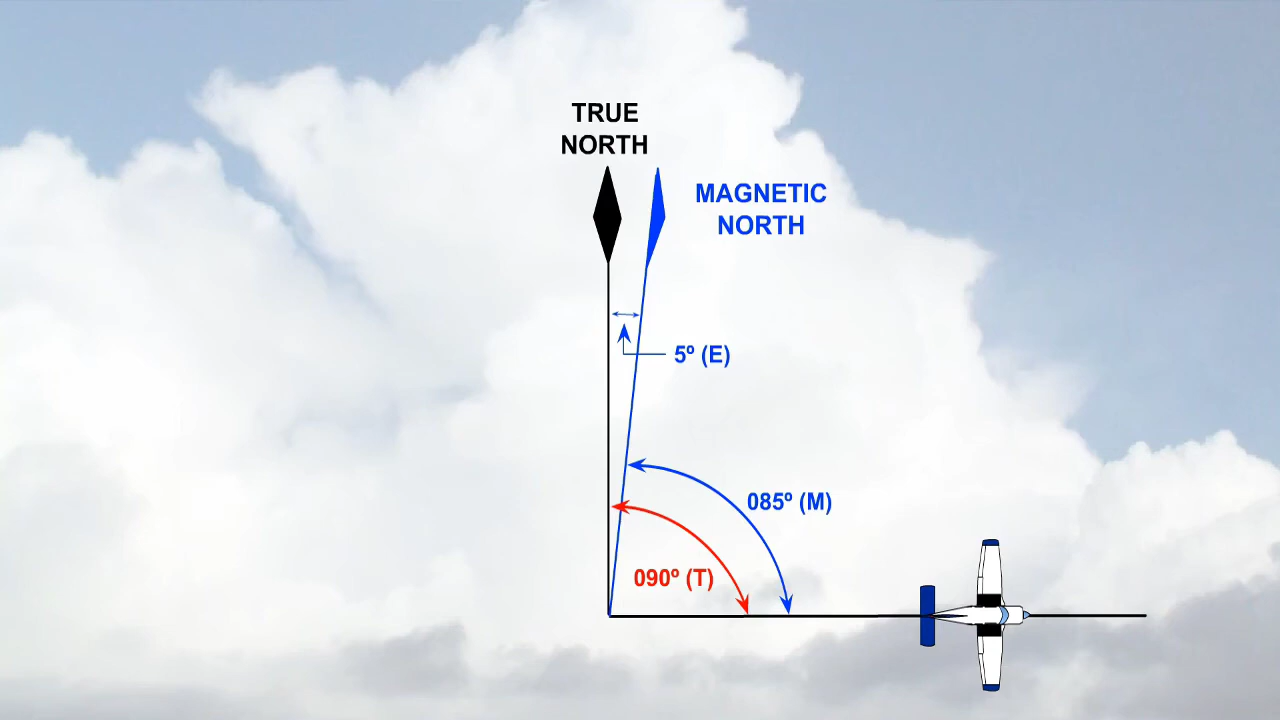 TRUE
NORTH
MAGNETIC
NORTH
5º (E)
085º (M)
090º (T)